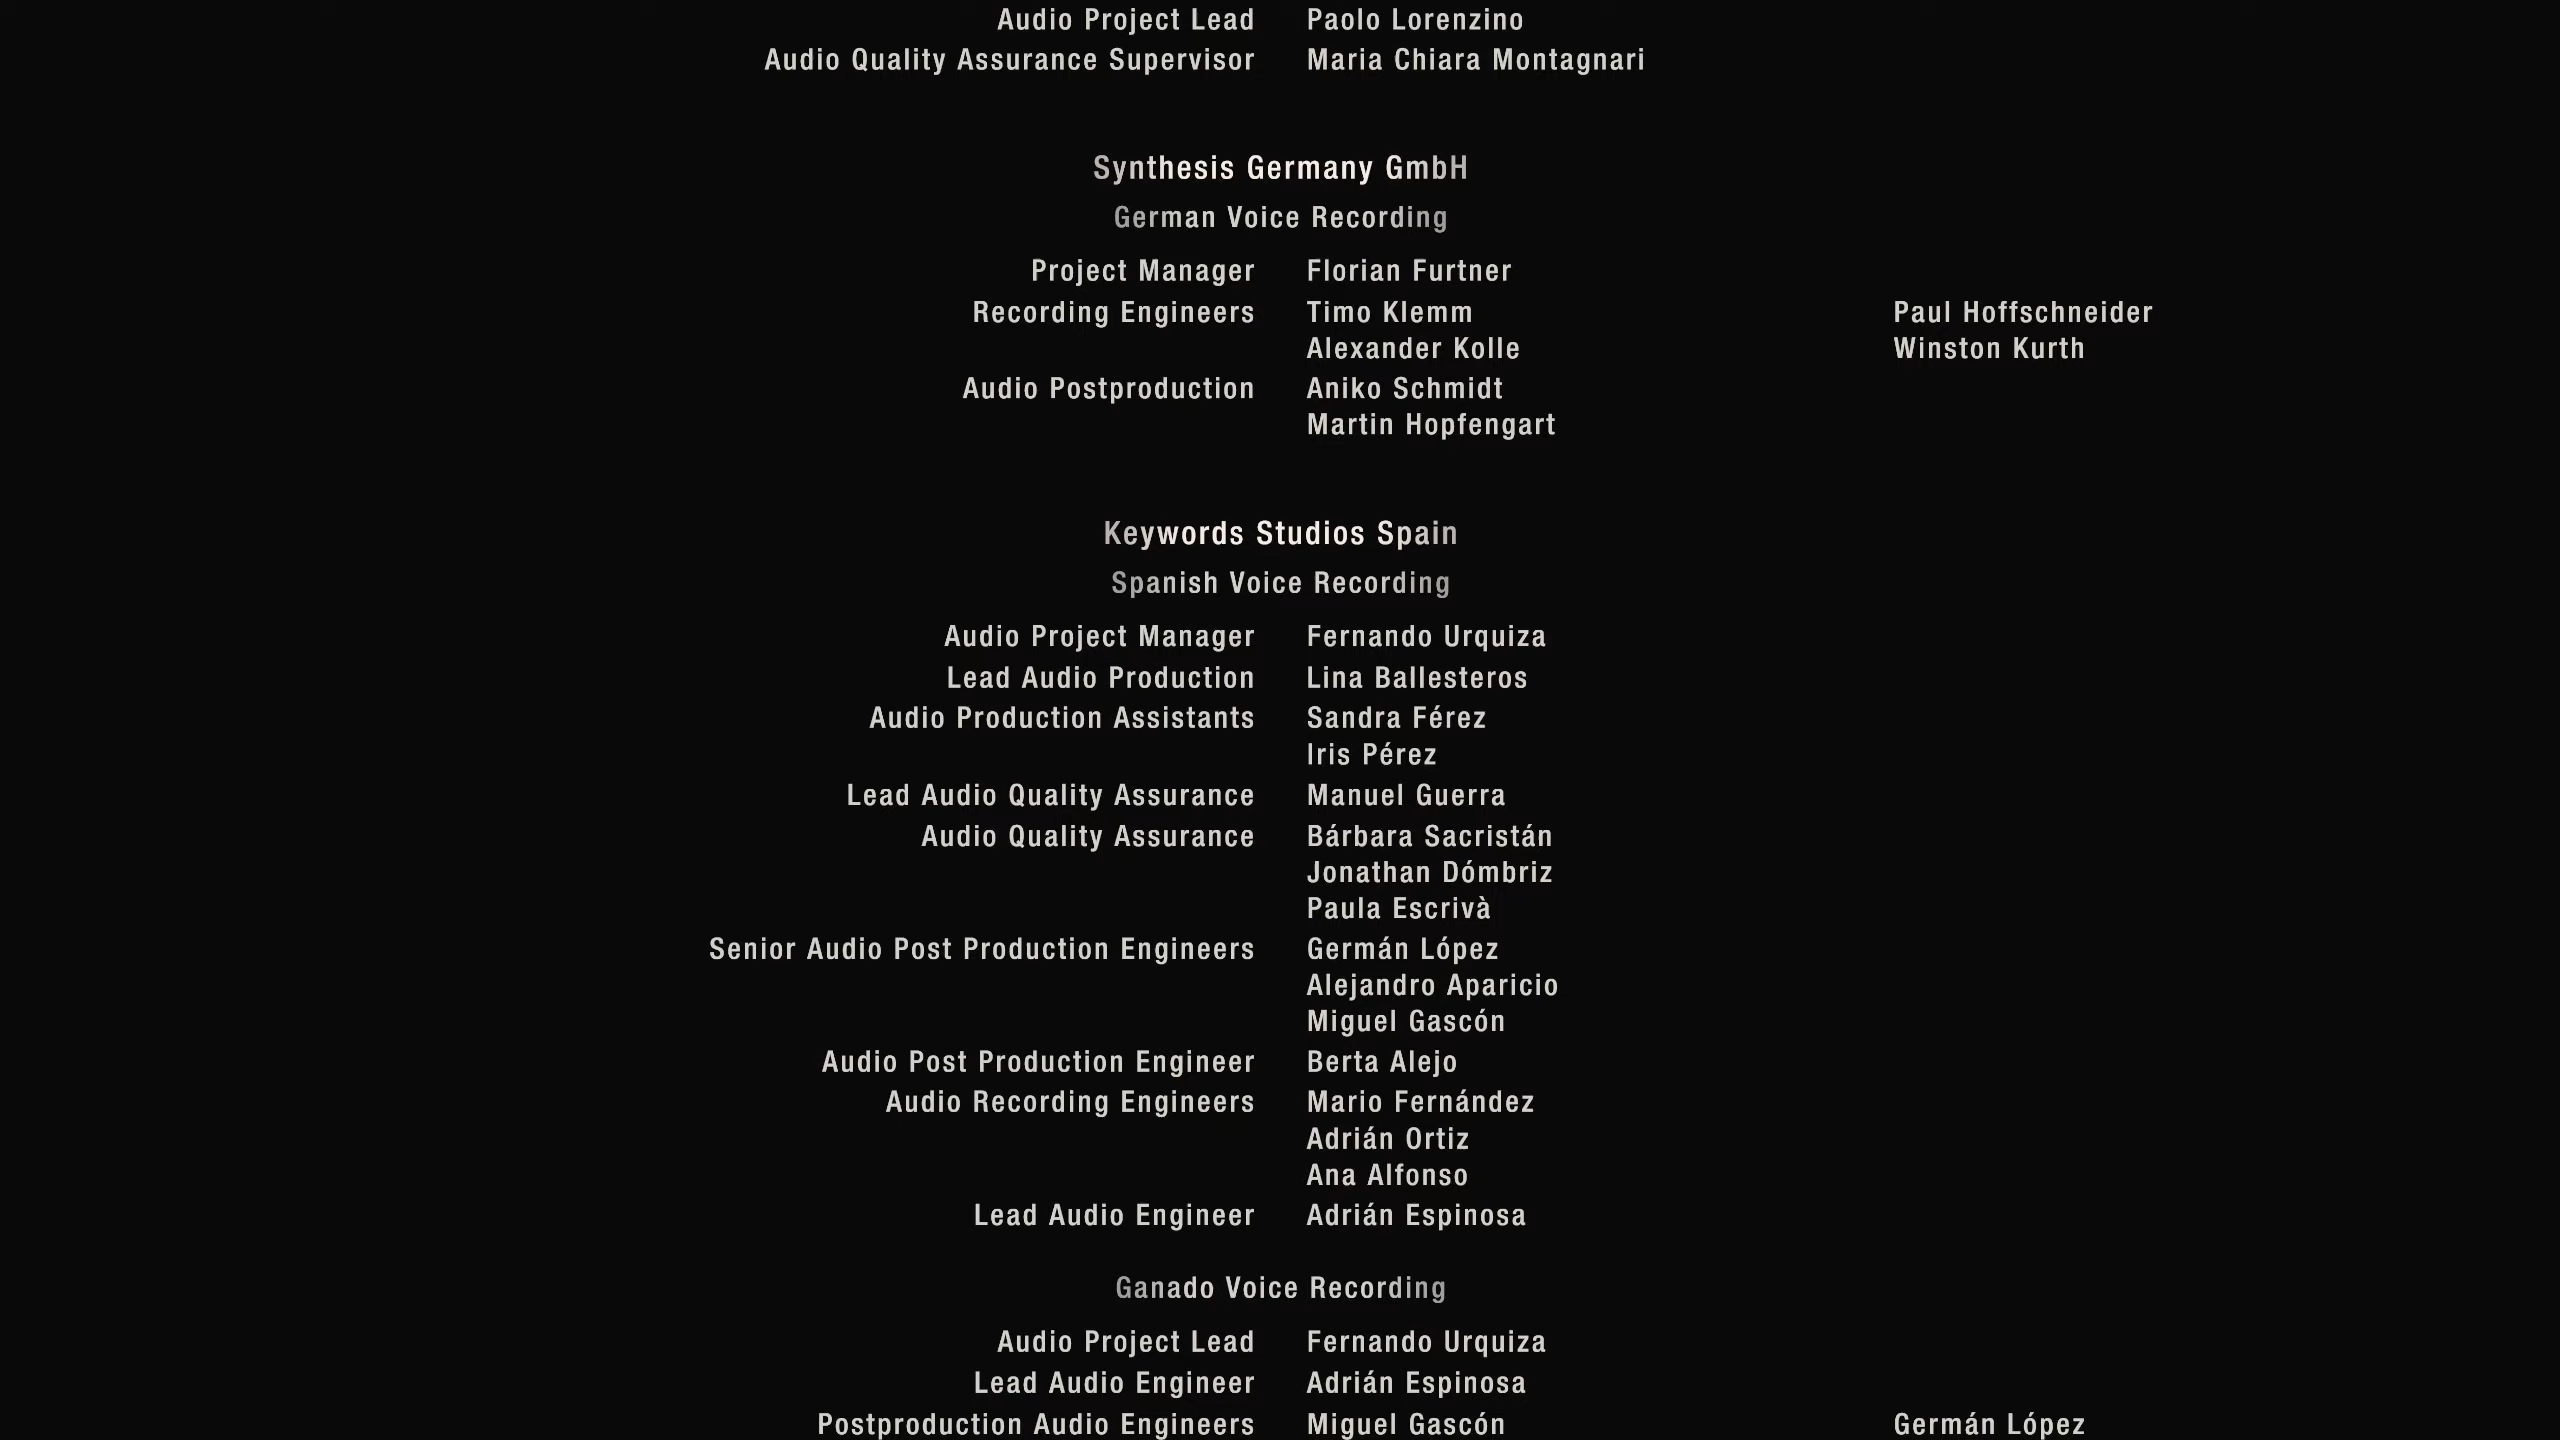 Audio Project Lead Paolo Lorenzino
Audio Quality Assurance Supervisor Maria Chiara Montagnari
Synthesis Germany GmbH
German Voice Recording
Project Manager Florian Furtner
Recording Engineers Timo Klemm Paul Hoffschneider
Alexander Kolle Winston Kurth
Audio Postproduction Aniko Schmidt
Martin Hopfengart
Keywords Studios Spain
Spanish Voice Recording
Audio Project Manager Fernando Urquiza
Lead Audio Production Lina Ballesteros
Audio Production Assistants Sandra Férez
Iris Pérez
Lead Audio Quality Assurance Manuel Guerra
Audio Quality Assurance Bárbara Sacristán
Jonathan Dómbriz
Paula Escrivà
Senior Audio Post Production Engineers Germán López
Alejandro Aparicio
Miguel Gascón
Audio Post Production Engineer Berta Alejo
Audio Recording Engineers Mario Fernández
Adrián Ortiz
Ana Alfonso
Lead Audio Engineer Adrián Espinosa
Ganado Voice Recording
Audio Project Lead Fernando Urquiza
Lead Audio Engineer Adrián Espinosa
Postproduction Audio Engineers Miguel Gascón Germán López